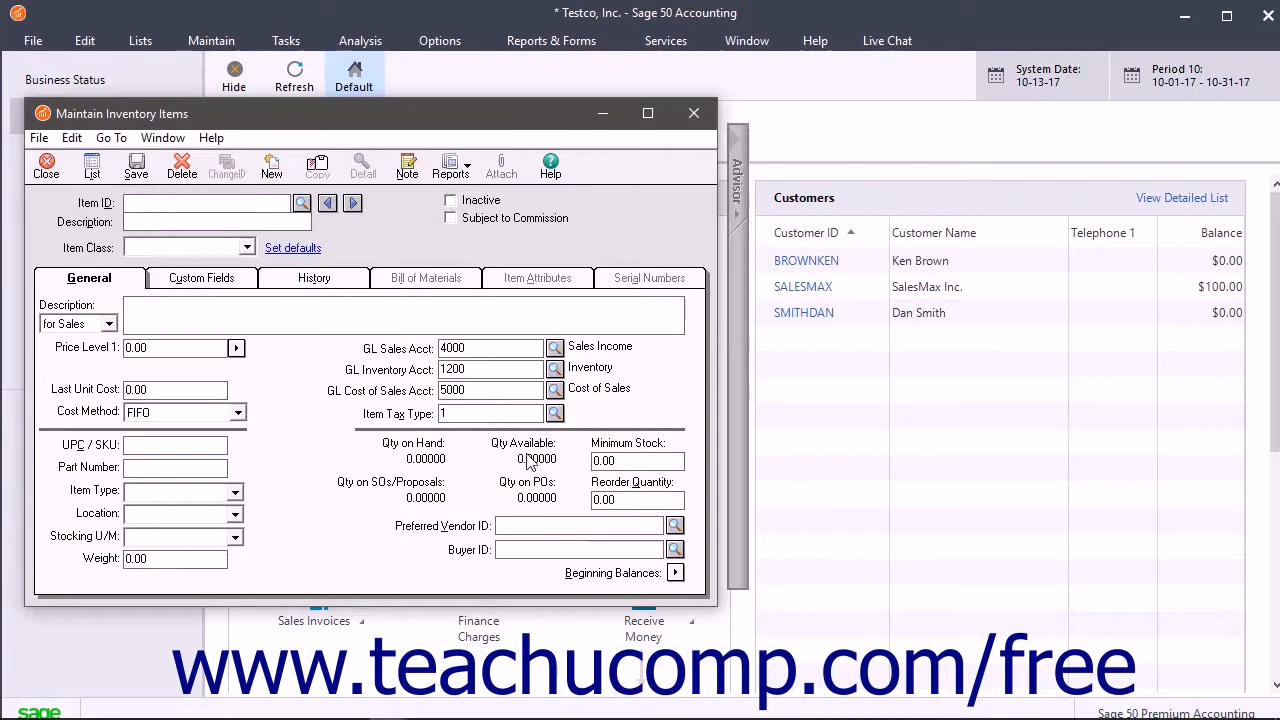 * Testco, Inc. - Sage 50 Accounting
File Edit Lists Maintain Tasks Analysis Options Reports & Forms Services Window Help Live Chat
Business Status
Hide Refresh Default
System Date:
10-13-17
Period 10:
10-01-17 - 10-31-17
Maintain Inventory Items
File Edit Go To Window Help
Close List Save Delete ChangeID New Copy Detail Note Reports Attach Help
Item ID:
Inactive
Description:
Subject to Commission
Item Class:
Set defaults
General Custom Fields History Bill of Materials Item Attributes Serial Numbers
Description:
for Sales
Price Level 1: 0.00
GL Sales Acct: 4000 Sales Income
GL Inventory Acct: 1200 Inventory
Last Unit Cost: 0.00
GL Cost of Sales Acct: 5000 Cost of Sales
Cost Method: FIFO
Item Tax Type: 1
UPC / SKU:
Part Number:
Item Type:
Location:
Stocking U/M:
Weight: 0.00
Qty on Hand: Qty Available: Minimum Stock:
0.00000 0.00000 0.00
Qty on SOs/Proposals: Qty on POs: Reorder Quantity:
0.00000 0.00000 0.00
Preferred Vendor ID:
Buyer ID:
Beginning Balances:
Advisor
Customers View Detailed List
Customer ID Customer Name Telephone 1 Balance
BROWNKEN Ken Brown $0.00
SALESMAX SalesMax Inc. $100.00
SMITHDAN Dan Smith $0.00
Sales Invoices
Finance
Charges
Receive
Money
www.teachucomp.com/free
sage
Sage 50 Premium Accounting